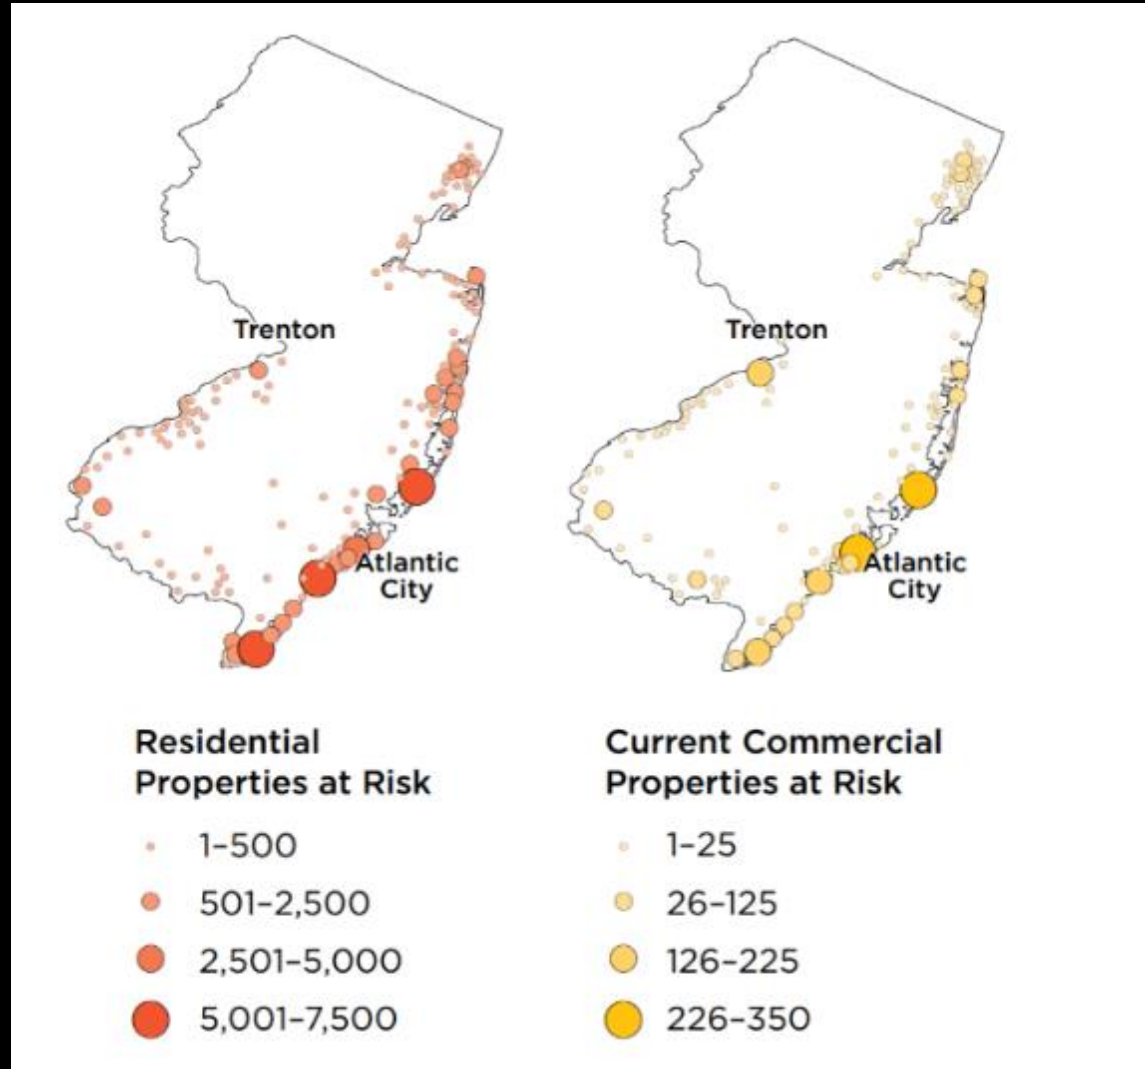 Trenton
Trenton
Atlantic
City
Atlantic
City
Residential
Properties at Risk
1–500
501–2,500
2,501–5,000
5,001–7,500
Current Commercial
Properties at Risk
1–25
26–125
126–225
226–350